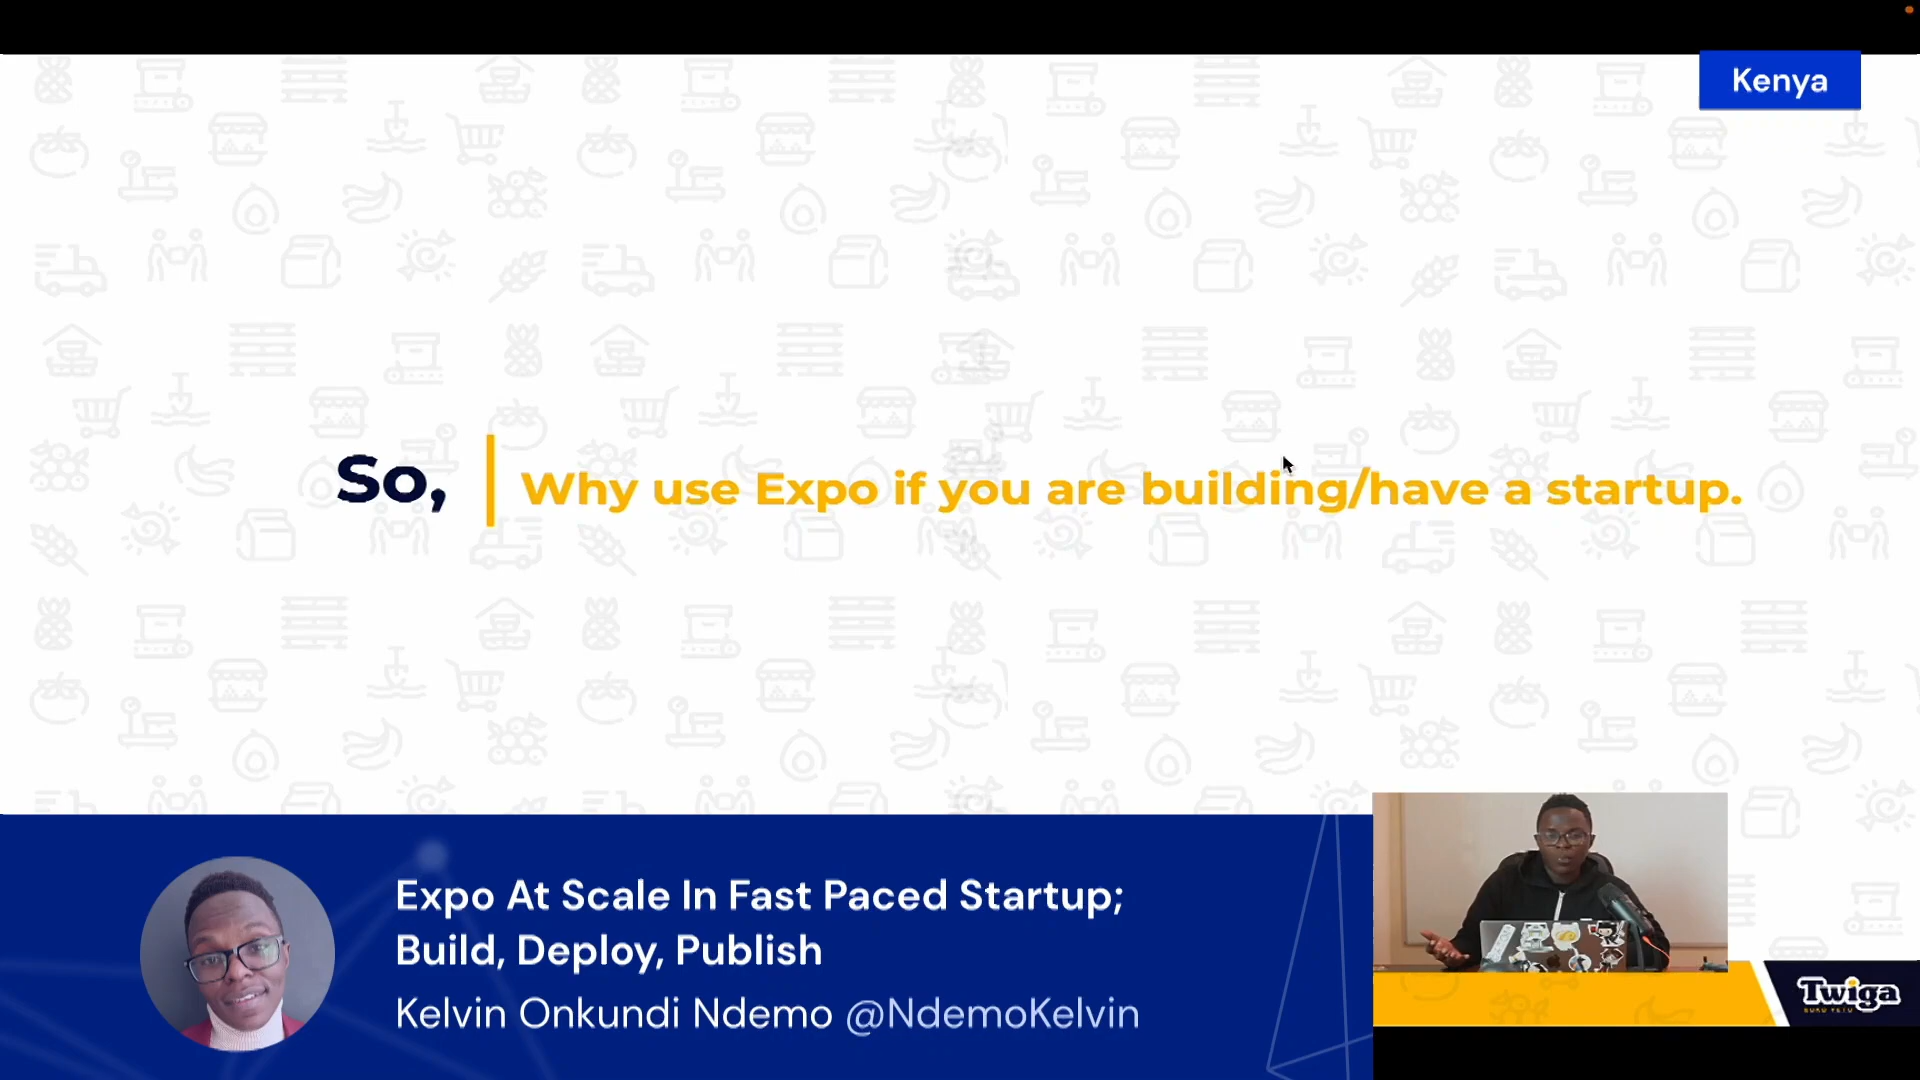 Kenya
So,
Why use Expo if you are building/have a startup.
Expo At Scale In Fast Paced Startup;
Build, Deploy, Publish
Kelvin Onkundi Ndemo @NdemoKelvin
Twiga